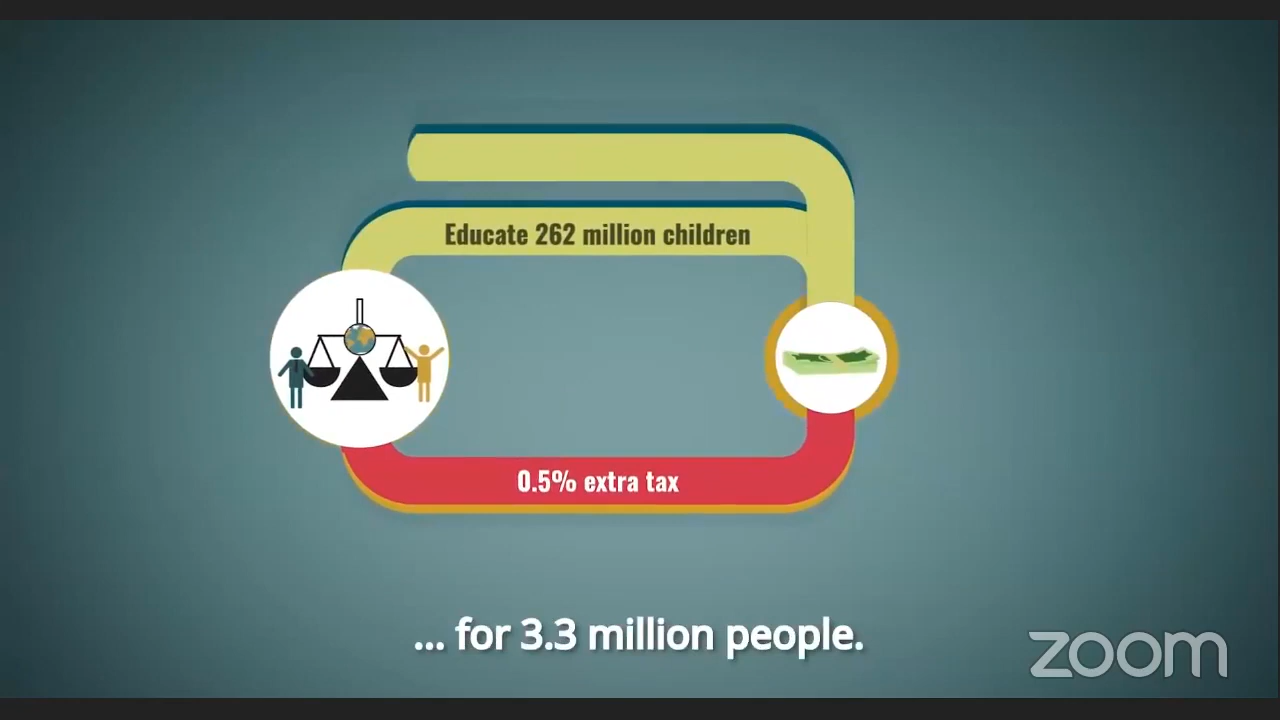 Educate 262 million children
0.5% extra tax
... for 3.3 million people.
zoom